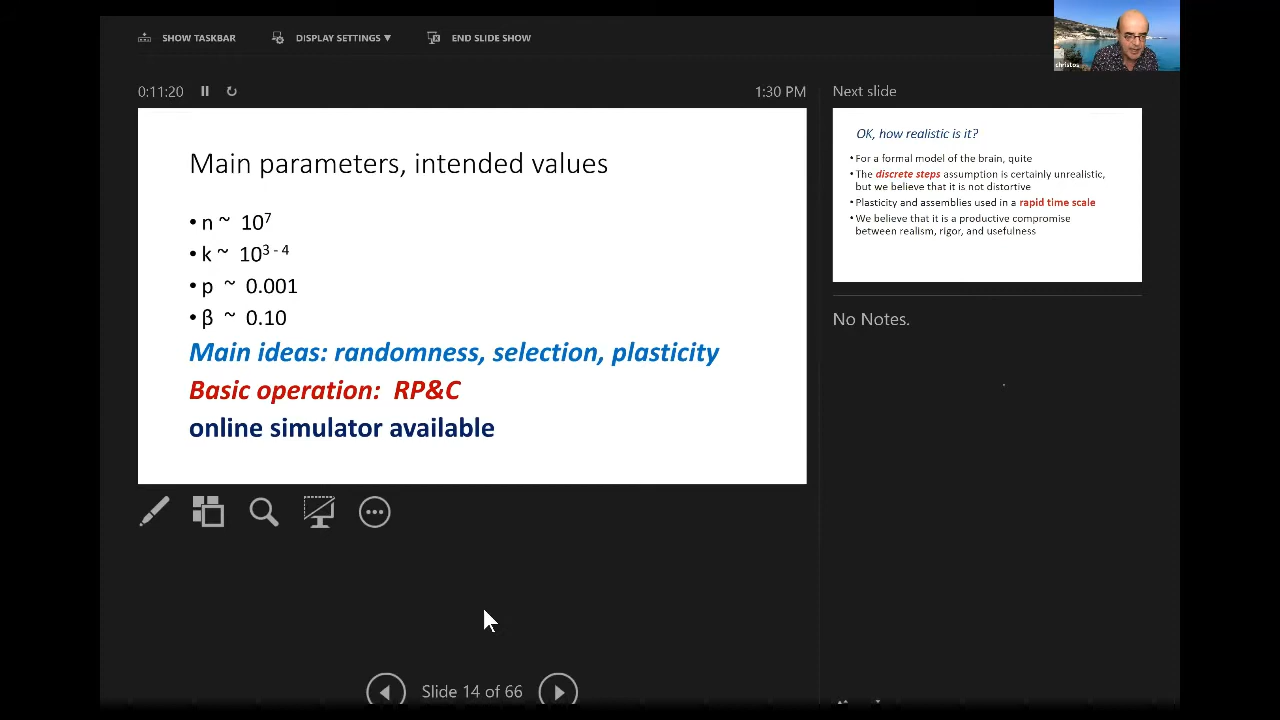 SHOW TASKBAR
DISPLAY SETTINGS ▼
END SLIDE SHOW
christos
0:11:20
1:30 PM
Next slide
Main parameters, intended values
• n ~ 10⁷
• k ~ 10³⁻⁴
• p ~ 0.001
• β ~ 0.10
Main ideas: randomness, selection, plasticity
Basic operation: RP&C
online simulator available
OK, how realistic is it?
• For a formal model of the brain, quite
• The discrete steps assumption is certainly unrealistic,
but we believe that it is not distortive
• Plasticity and assemblies used in a rapid time scale
• We believe that it is a productive compromise
between realism, rigor, and usefulness
No Notes.
Slide 14 of 66